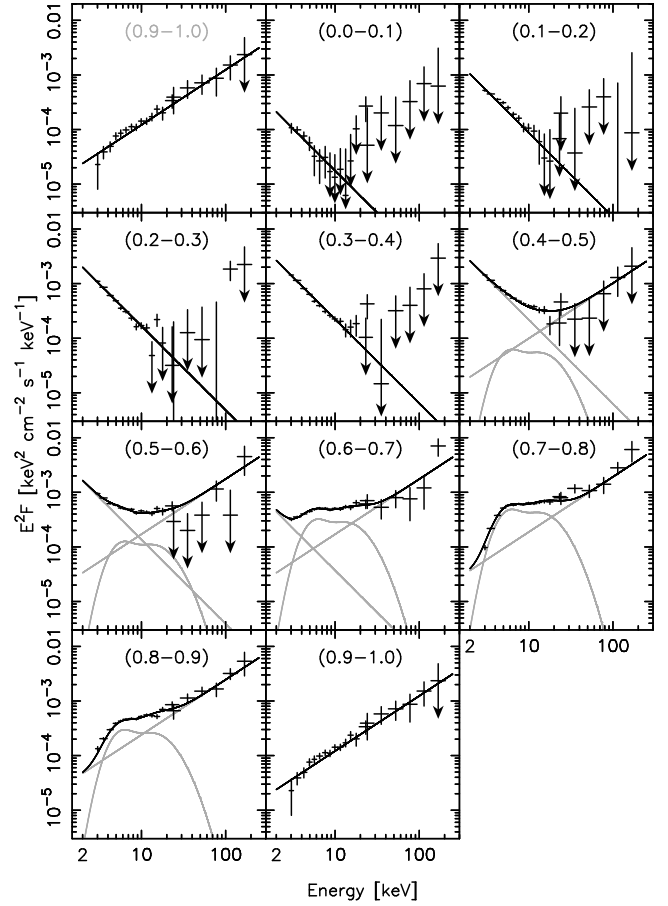 (0.9−1.0) (0.0−0.1) (0.1−0.2)
0.01
10⁻³
10⁻⁴
10⁻⁵
(0.2−0.3) (0.3−0.4) (0.4−0.5)
0.01
10⁻³
10⁻⁴
10⁻⁵
E²F [keV² cm⁻² s⁻¹ keV⁻¹]
(0.5−0.6) (0.6−0.7) (0.7−0.8)
0.01
10⁻³
10⁻⁴
10⁻⁵
2 10 100
(0.8−0.9) (0.9−1.0)
0.01
10⁻³
10⁻⁴
10⁻⁵
2 10 100 2 10 100
Energy [keV]